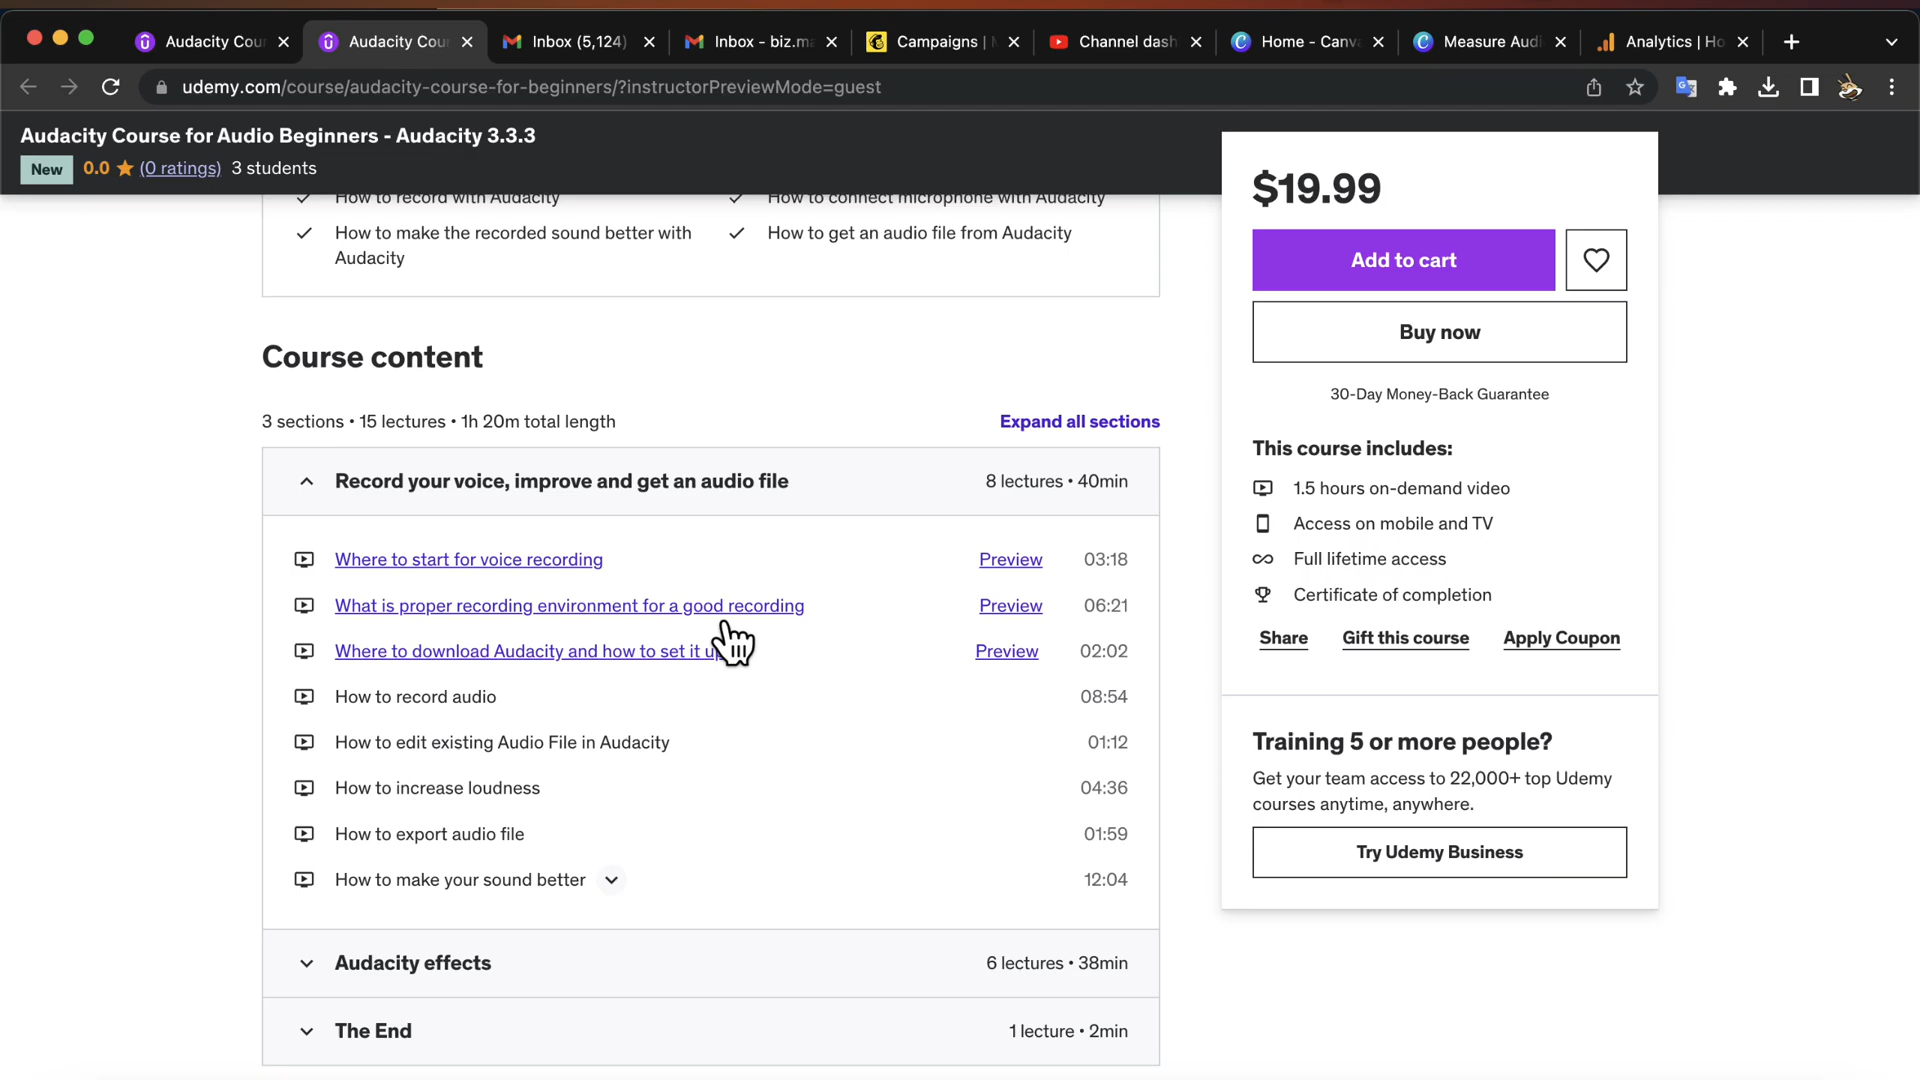 Audacity Cou
Audacity Cou
Inbox (5,124)
Inbox - biz.ma
Campaigns |
Channel dash
Home - Canva
Measure Audi
Analytics | Ho
udemy.com/course/audacity-course-for-beginners/?instructorPreviewMode=guest
Audacity Course for Audio Beginners - Audacity 3.3.3
New 0.0 (0 ratings) 3 students
How to record with Audacity
How to connect microphone with Audacity
How to make the recorded sound better with
Audacity
How to get an audio file from Audacity
Course content
3 sections • 15 lectures • 1h 20m total length
Expand all sections
Record your voice, improve and get an audio file
8 lectures • 40min
Where to start for voice recording Preview 03:18
What is proper recording environment for a good recording Preview 06:21
Where to download Audacity and how to set it up Preview 02:02
How to record audio 08:54
How to edit existing Audio File in Audacity 01:12
How to increase loudness 04:36
How to export audio file 01:59
How to make your sound better 12:04
Audacity effects 6 lectures • 38min
The End 1 lecture • 2min
$19.99
Add to cart
Buy now
30-Day Money-Back Guarantee
This course includes:
1.5 hours on-demand video
Access on mobile and TV
Full lifetime access
Certificate of completion
Share Gift this course Apply Coupon
Training 5 or more people?
Get your team access to 22,000+ top Udemy
courses anytime, anywhere.
Try Udemy Business